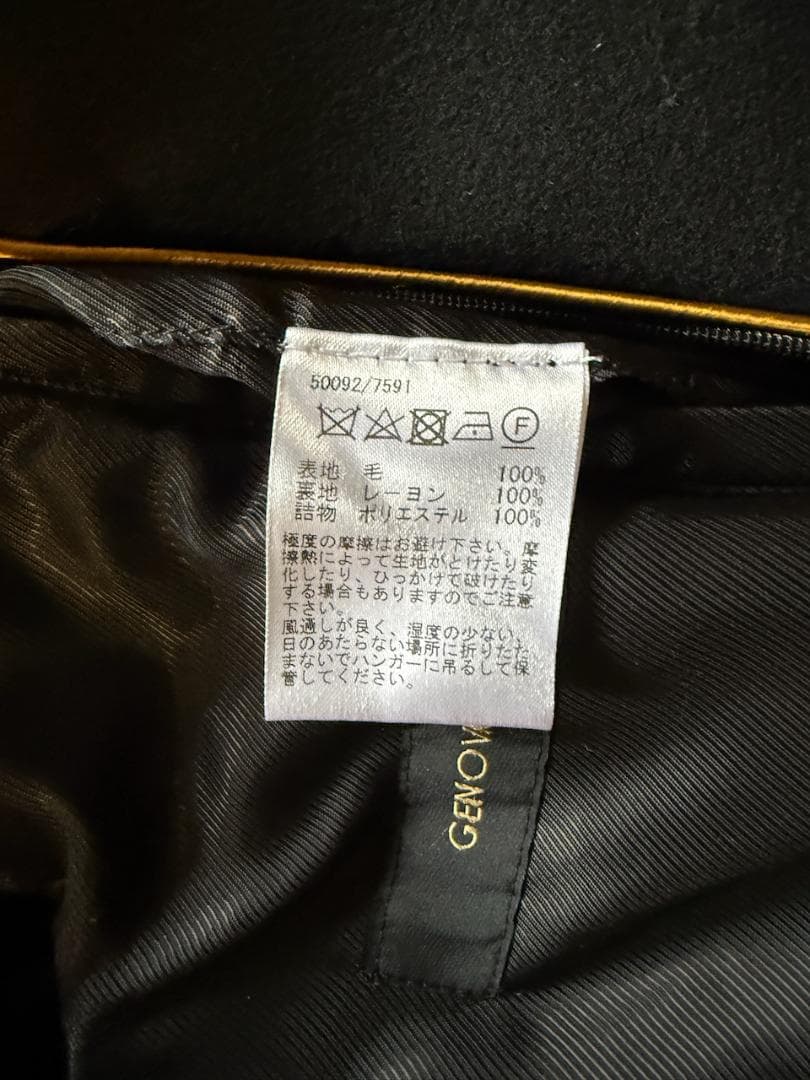 50092/7591
F
表地 毛 100%
裏地 レーヨン 100%
詰物 ポリエステル 100%
極度の摩擦はお避け下さい。摩
擦熱によって生地がとけたり変
化したり、ひっかけて破けたり
する場合もありますのでご注意
下さい。
風通しが良く、湿度の少ない、
日のあたらない場所に折りたた
まないでハンガーに吊るして保
管してください。
GENOV